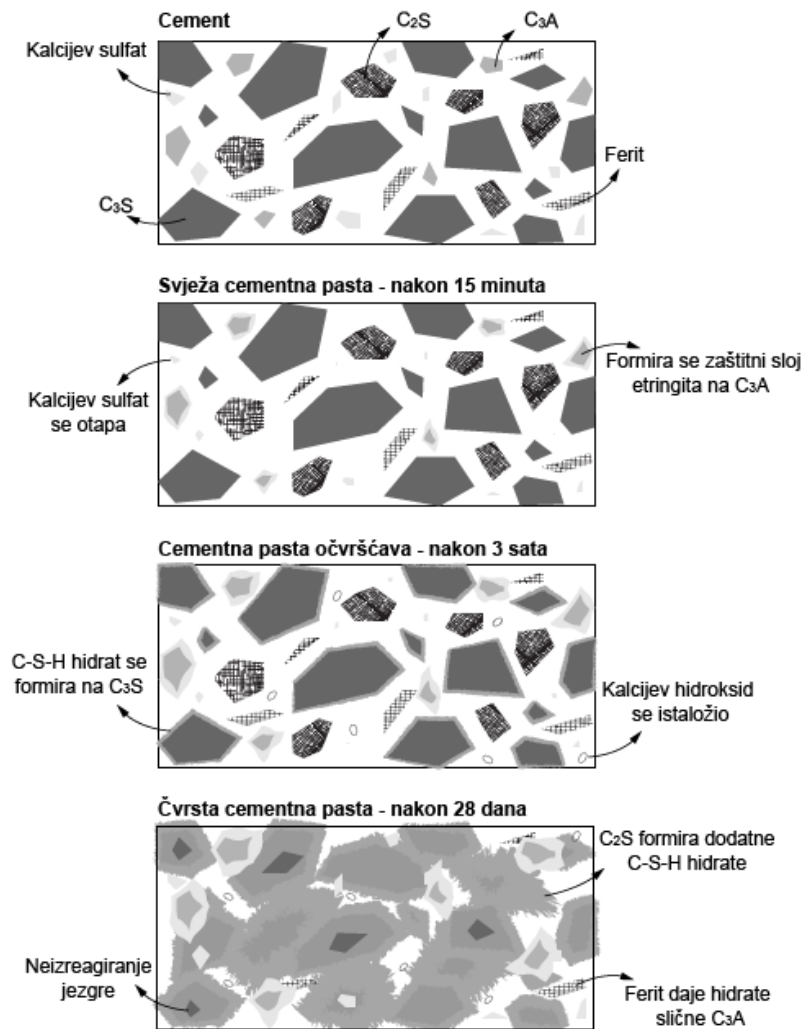 Cement
C₂S
C₃A
Kalcijev sulfat
Ferit
C₃S
Svježa cementna pasta - nakon 15 minuta
Formira se zaštitni sloj
etringita na C₃A
Kalcijev sulfat
se otapa
Cementna pasta očvršćava - nakon 3 sata
C-S-H hidrat se
formira na C₃S
Kalcijev hidroksid
se istaložio
Čvrsta cementna pasta - nakon 28 dana
C₂S formira dodatne
C-S-H hidrate
Neizreagiranje
jezgre
Ferit daje hidrate
slične C₃A